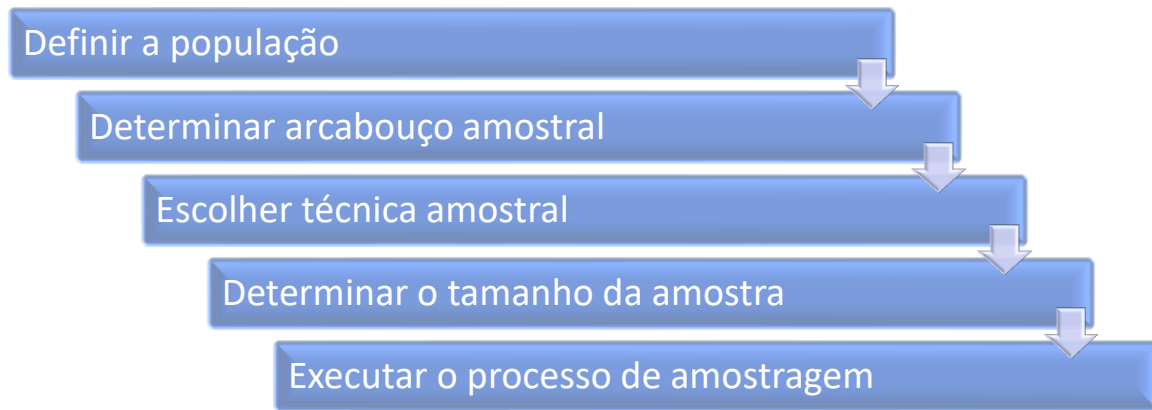 Definir a população
Determinar arcabouço amostral
Escolher técnica amostral
Determinar o tamanho da amostra
Executar o processo de amostragem